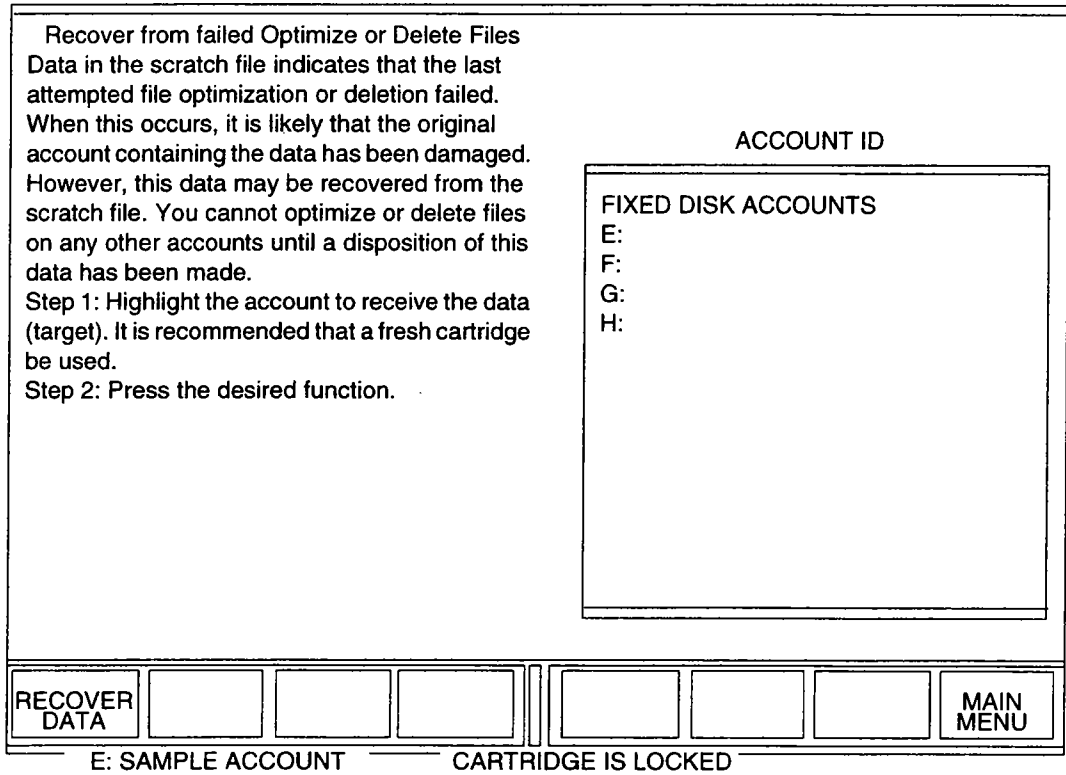 Recover from failed Optimize or Delete Files
Data in the scratch file indicates that the last
attempted file optimization or deletion failed.
When this occurs, it is likely that the original
account containing the data has been damaged.
However, this data may be recovered from the
scratch file. You cannot optimize or delete files
on any other accounts until a disposition of this
data has been made.
Step 1: Highlight the account to receive the data
(target). It is recommended that a fresh cartridge
be used.
Step 2: Press the desired function.
ACCOUNT ID
FIXED DISK ACCOUNTS
E:
F:
G:
H:
RECOVER
DATA
MAIN
MENU
E: SAMPLE ACCOUNT
CARTRIDGE IS LOCKED